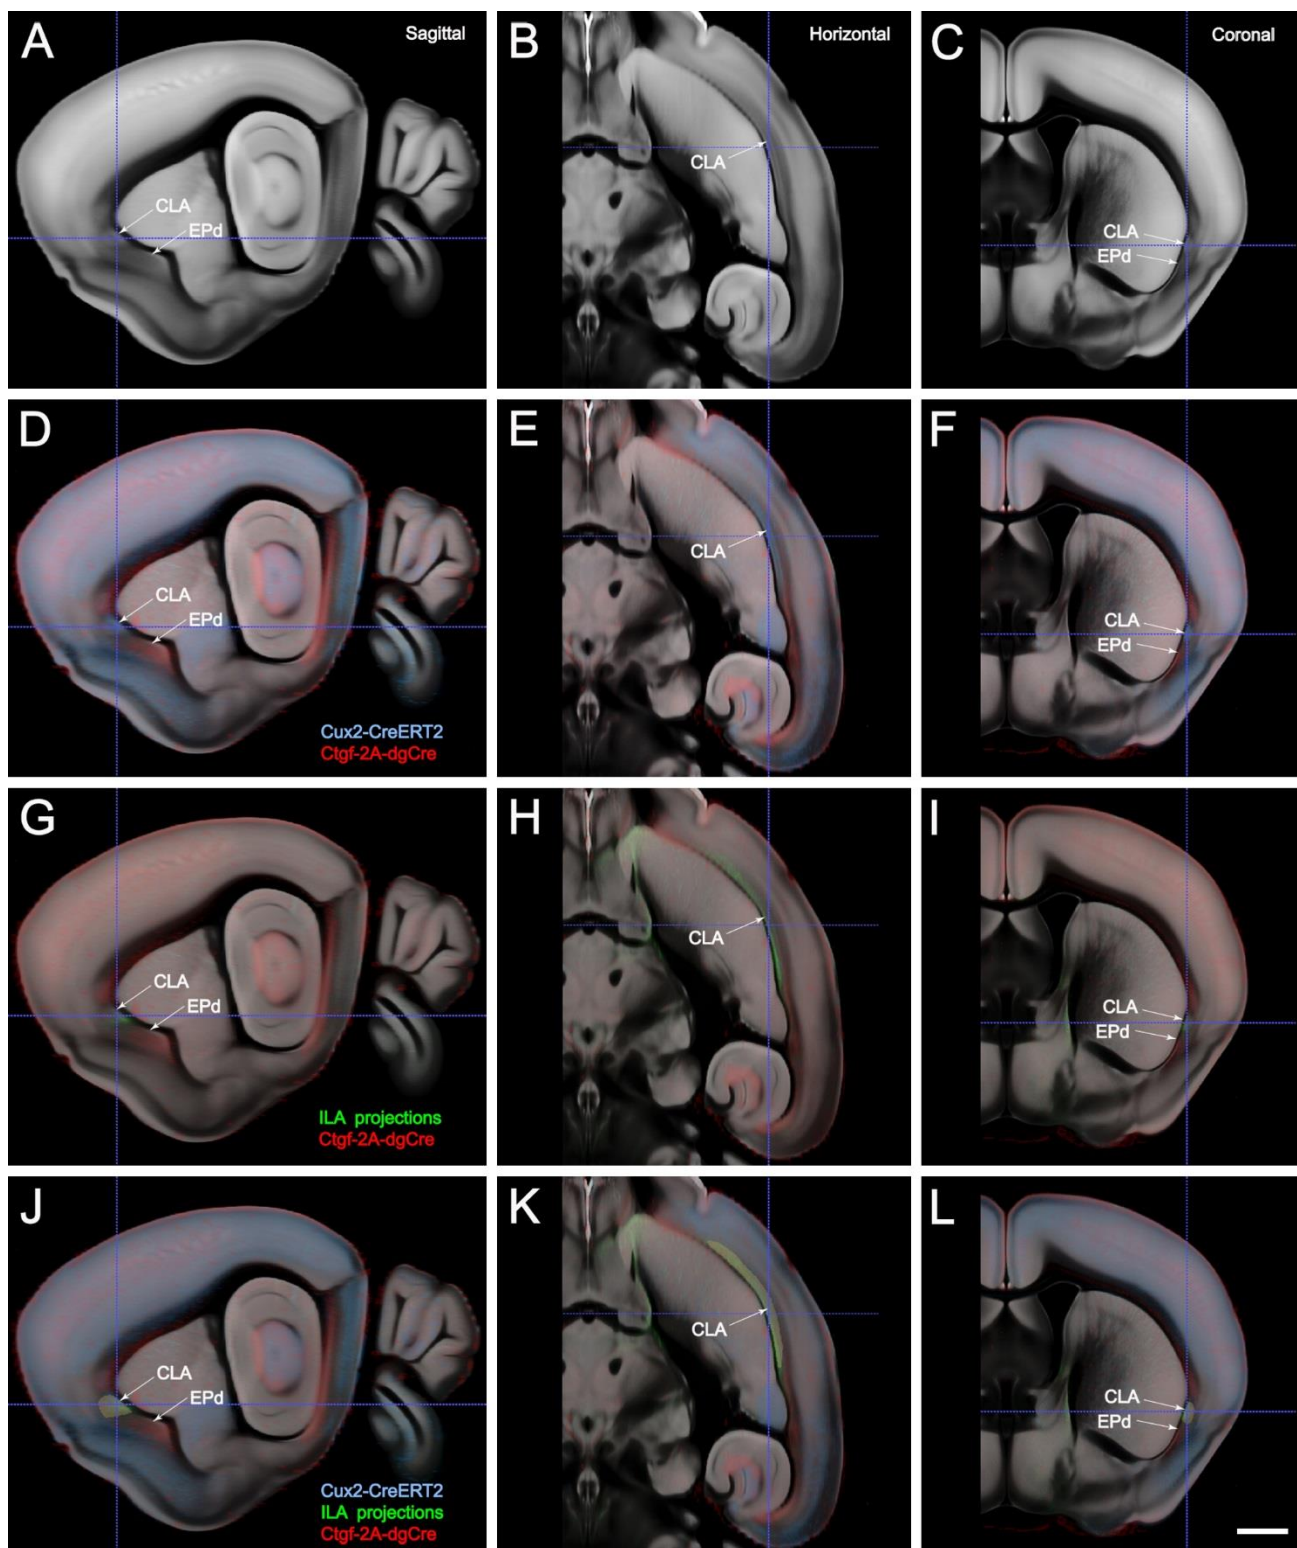 A
Sagittal
CLA
EPd
B
Horizontal
CLA
C
Coronal
CLA
EPd
D
CLA
EPd
Cux2-CreERT2
Ctgf-2A-dgCre
E
CLA
F
CLA
EPd
G
CLA
EPd
ILA projections
Ctgf-2A-dgCre
H
CLA
I
CLA
EPd
J
CLA
EPd
Cux2-CreERT2
ILA projections
Ctgf-2A-dgCre
K
CLA
L
CLA
EPd